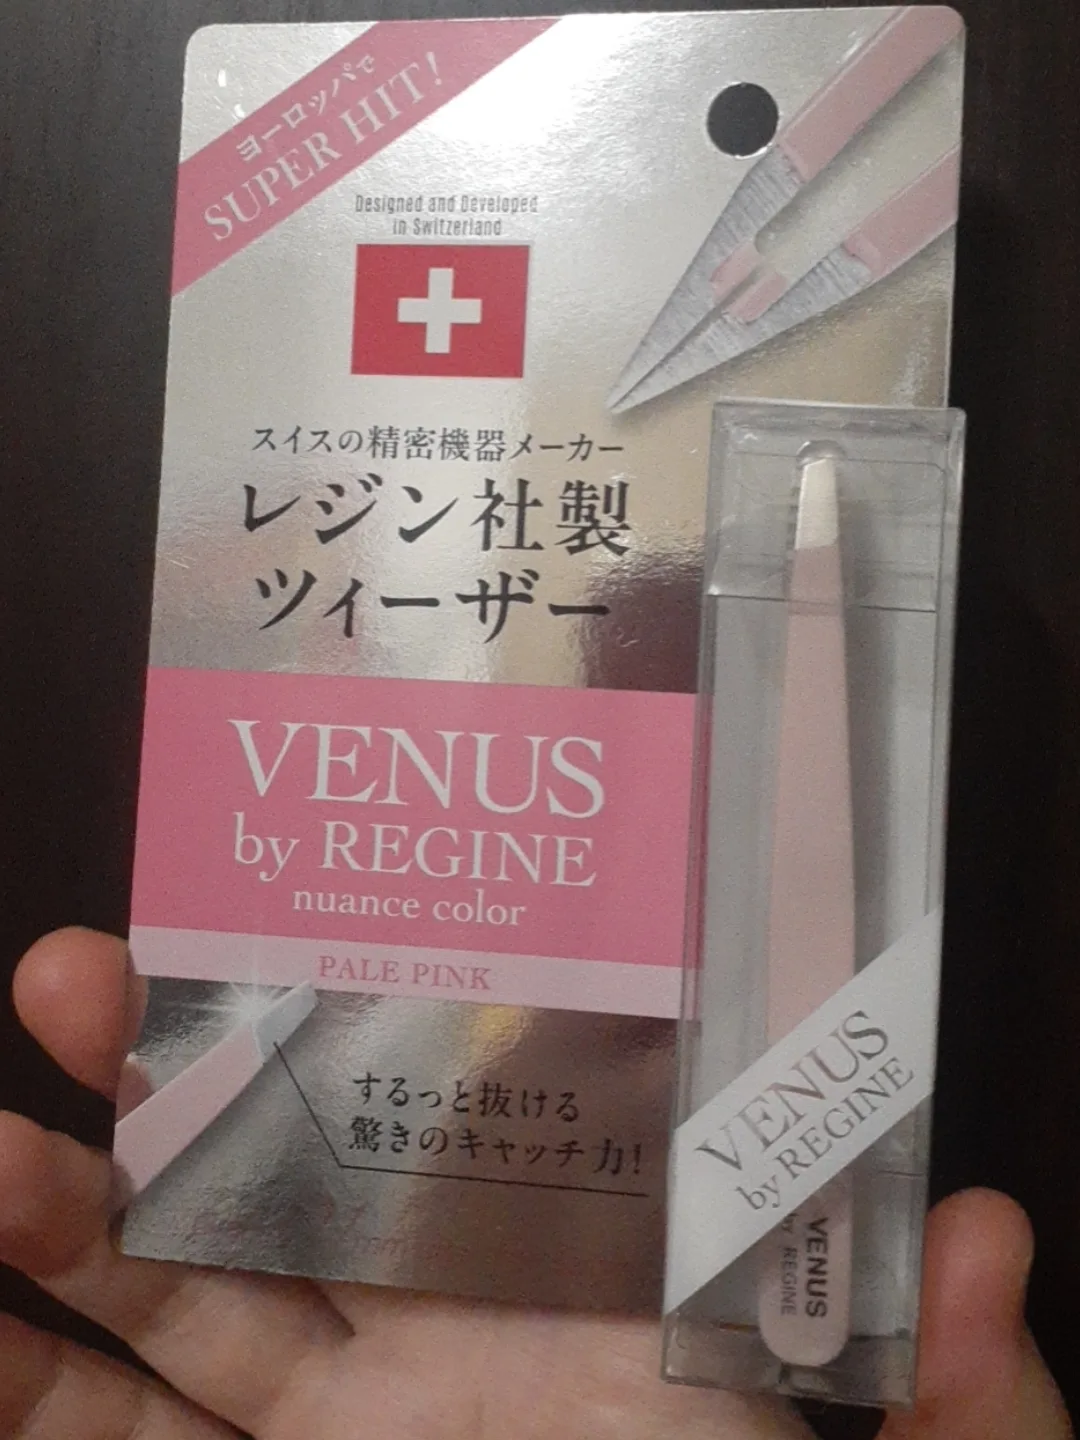 ヨーロッパで
SUPER HIT!
Designed and Developed
in Switzerland
スイスの精密機器メーカー
レジン社製
ツィーザー
VENUS
by REGINE
nuance color
PALE PINK
するっと抜ける
驚きのキャッチ力!
VENUS
by REGINE
VENUS
by REGINE